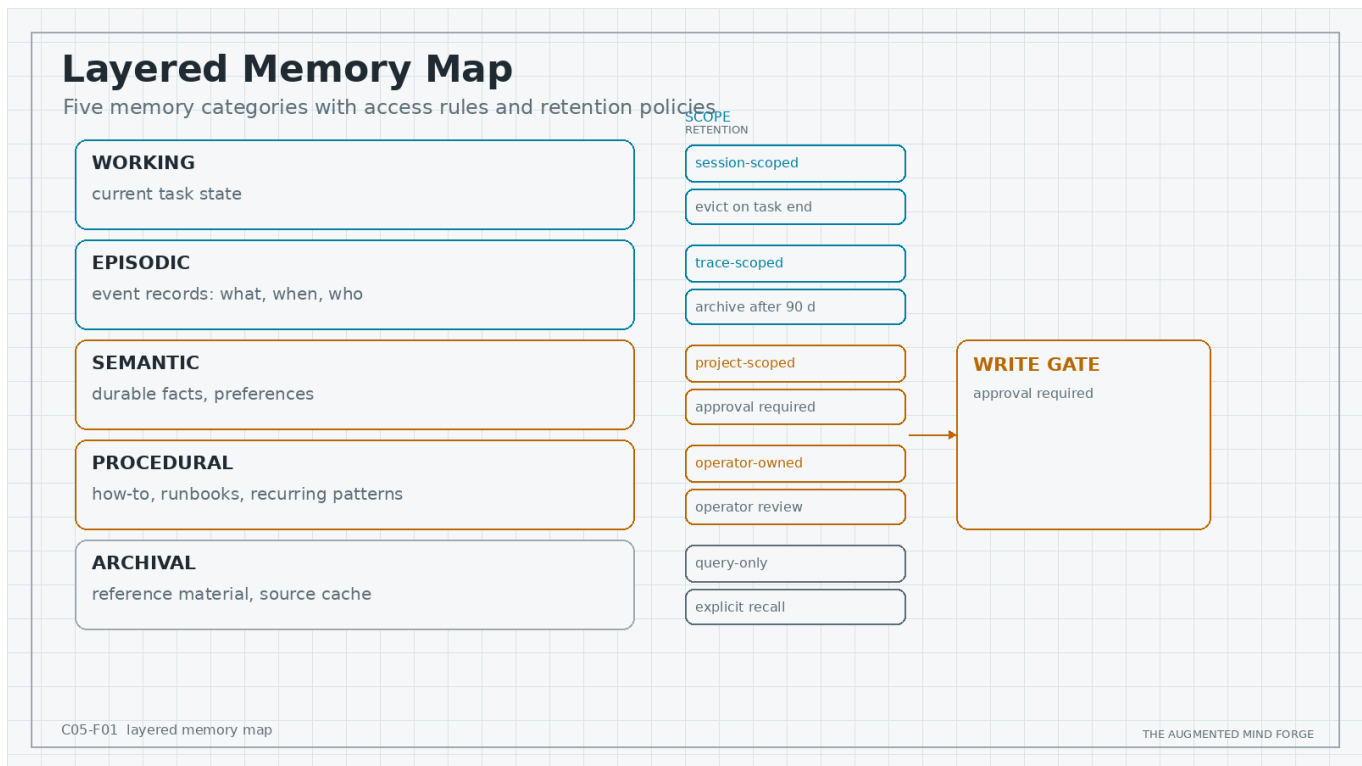 Layered Memory Map
Five memory categories with access rules and retention policies
SCOPE
RETENTION
WORKING
current task state
session-scoped
evict on task end
EPISODIC
event records: what, when, who
trace-scoped
archive after 90 d
SEMANTIC
durable facts, preferences
project-scoped
approval required
PROCEDURAL
how-to, runbooks, recurring patterns
operator-owned
operator review
WRITE GATE
approval required
ARCHIVAL
reference material, source cache
query-only
explicit recall
C05-F01 layered memory map
THE AUGMENTED MIND FORGE